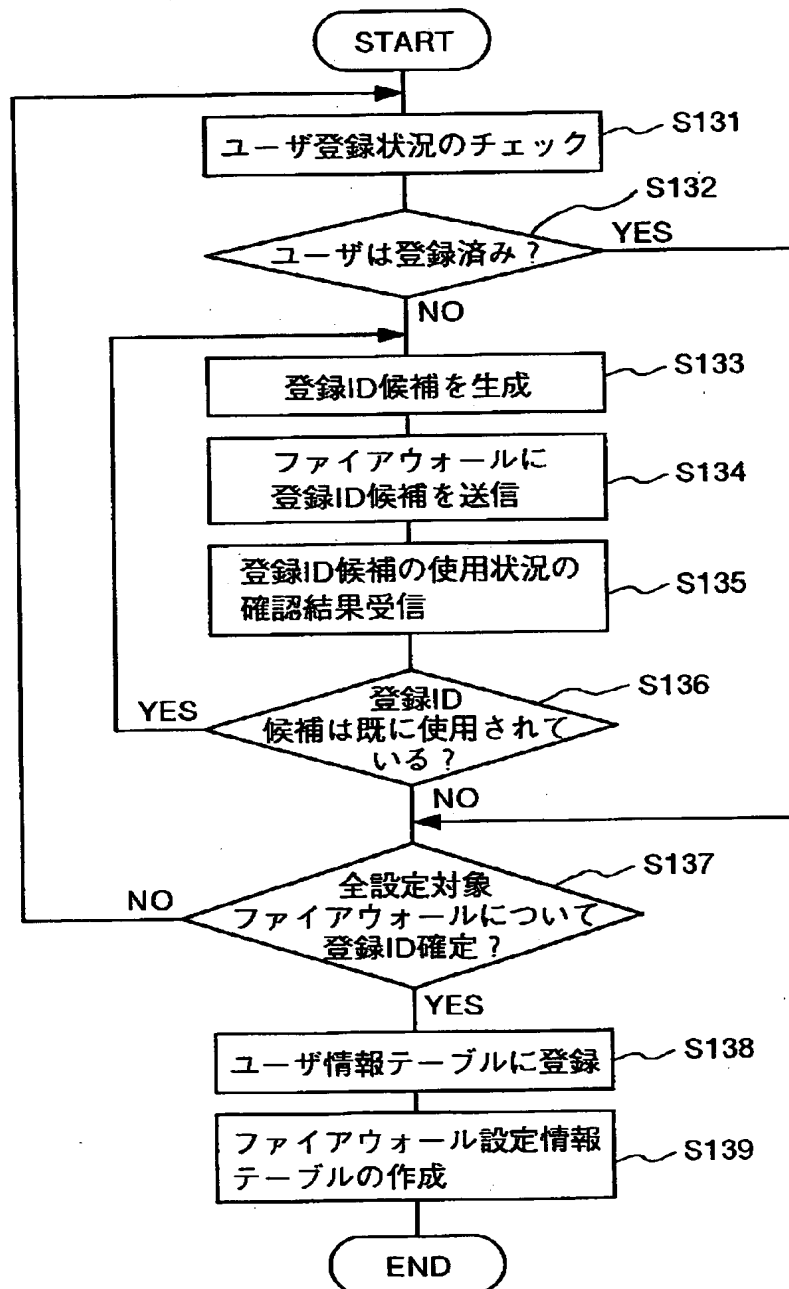 START
ユーザ登録状況のチェック
S131
S132
ユーザは登録済み？
YES
NO
登録ID候補を生成
S133
ファイアウォールに
登録ID候補を送信
S134
登録ID候補の使用状況の
確認結果受信
S135
S136
YES
登録ID
候補は既に使用されて
いる？
NO
S137
NO
全設定対象
ファイアウォールについて
登録ID確定？
YES
ユーザ情報テーブルに登録
S138
ファイアウォール設定情報
テーブルの作成
S139
END